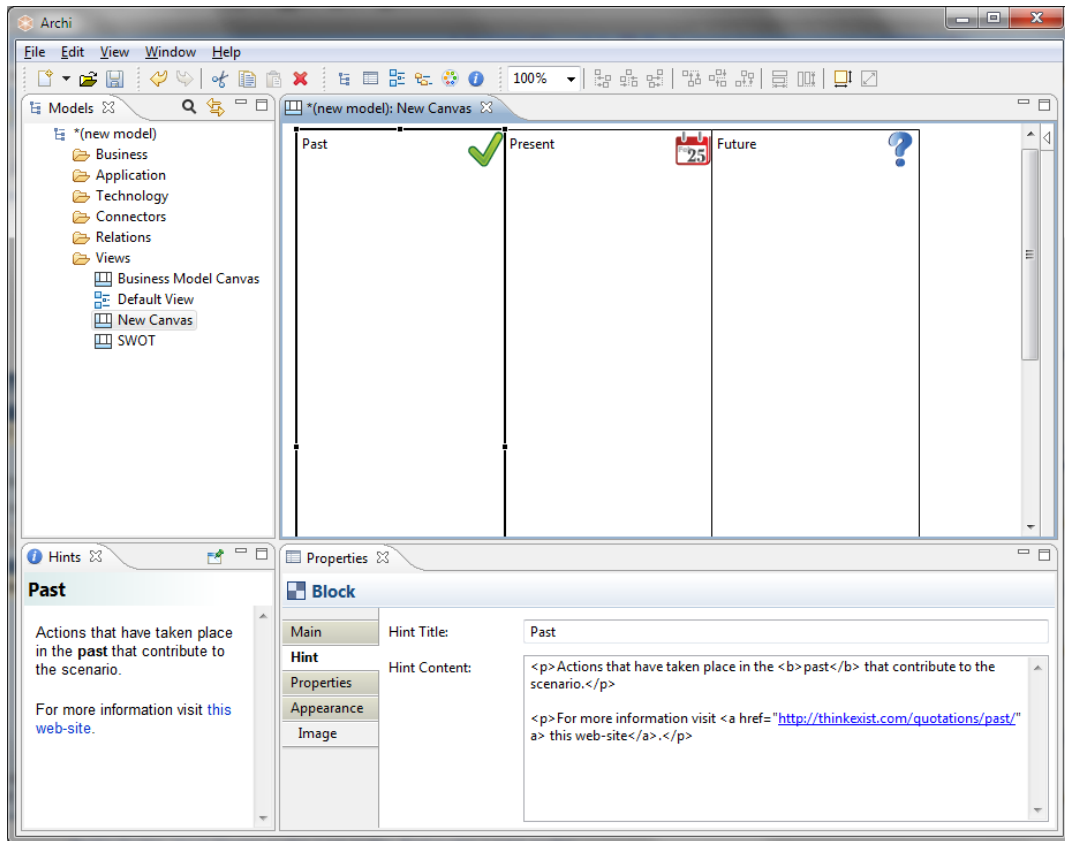 Archi
File Edit View Window Help
100%
Models
*(new model)
Business
Application
Technology
Connectors
Relations
Views
Business Model Canvas
Default View
New Canvas
SWOT
*(new model): New Canvas
Past
Present
25
Future
Hints
Past
Actions that have taken place
in the past that contribute to
the scenario.
For more information visit this
web-site.
Properties
Block
Main
Hint
Properties
Appearance
Image
Hint Title:
Past
Hint Content:
<p>Actions that have taken place in the <b>past</b> that contribute to the
scenario.</p>
<p>For more information visit <a href="http://thinkexist.com/quotations/past/"
a> this web-site</a>.</p>